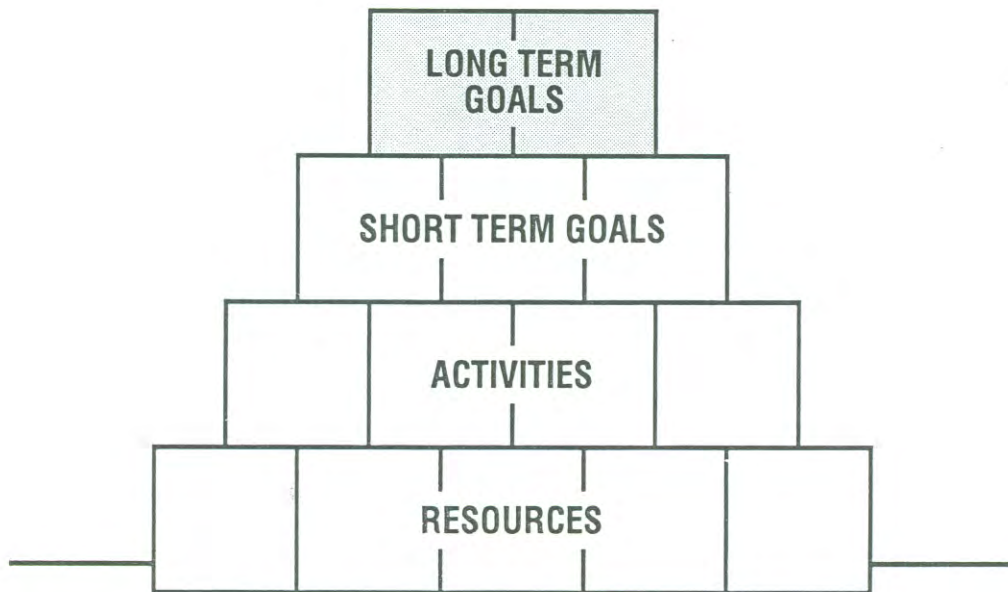 LONG TERM
GOALS
SHORT TERM GOALS
ACTIVITIES
RESOURCES